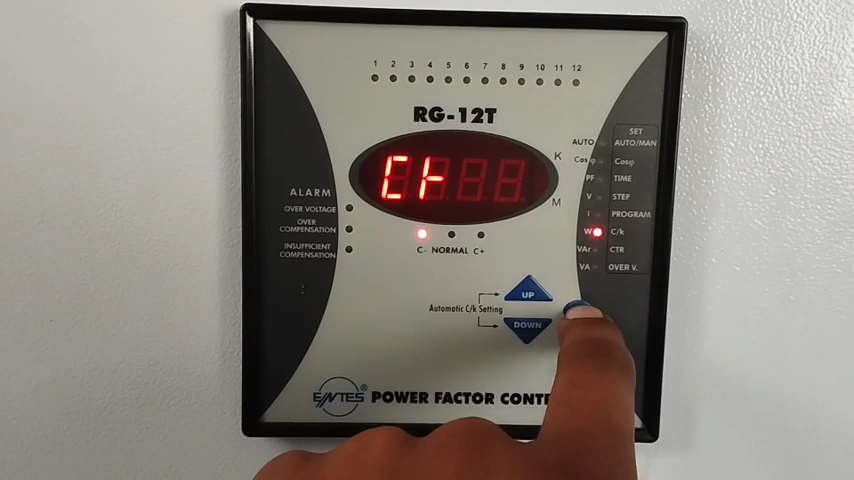 1 2 3 4 5 6 7 8 9 10 11 12
RG-12T
Ct
K
M
C- NORMAL C+
ALARM
OVER VOLTAGE
OVER
COMPENSATION
INSUFFICIENT
COMPENSATION
SET
AUTO AUTO/MAN
Cosφ Cosφ
PF TIME
V STEP
I PROGRAM
W C/k
VAr CTR
VA OVER V.
UP
Automatic C/k Setting
DOWN
ENTES® POWER FACTOR CONT